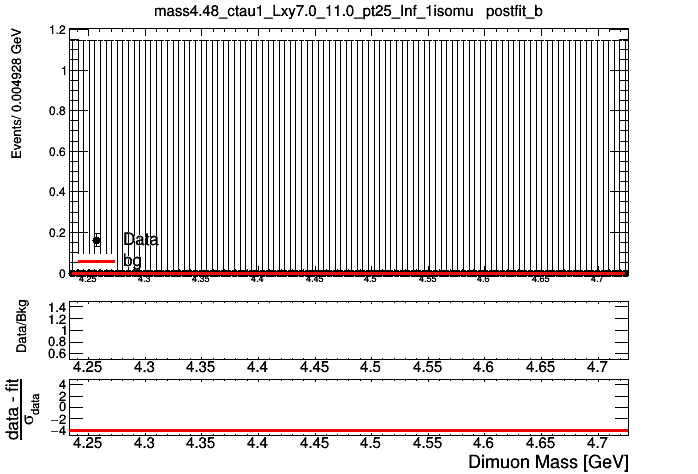 mass4.48_ctau1_Lxy7.0_11.0_pt25_Inf_1isomu postfit_b
Events/ 0.004928 GeV
1.2
1
0.8
0.6
0.4
0.2
0
Data
bg
4.25 4.3 4.35 4.4 4.45 4.5 4.55 4.6 4.65 4.7
Data/Bkg
1.4
1.2
1
0.8
0.6
4.25 4.3 4.35 4.4 4.45 4.5 4.55 4.6 4.65 4.7
data - fit
σdata
4
2
0
−2
−4
4.25 4.3 4.35 4.4 4.45 4.5 4.55 4.6 4.65 4.7
Dimuon Mass [GeV]